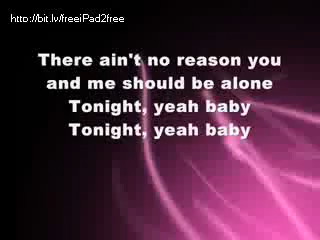 http://bit.lv/freeiPad2free
There ain't no reason you
and me should be alone
Tonight, yeah baby
Tonight, yeah baby